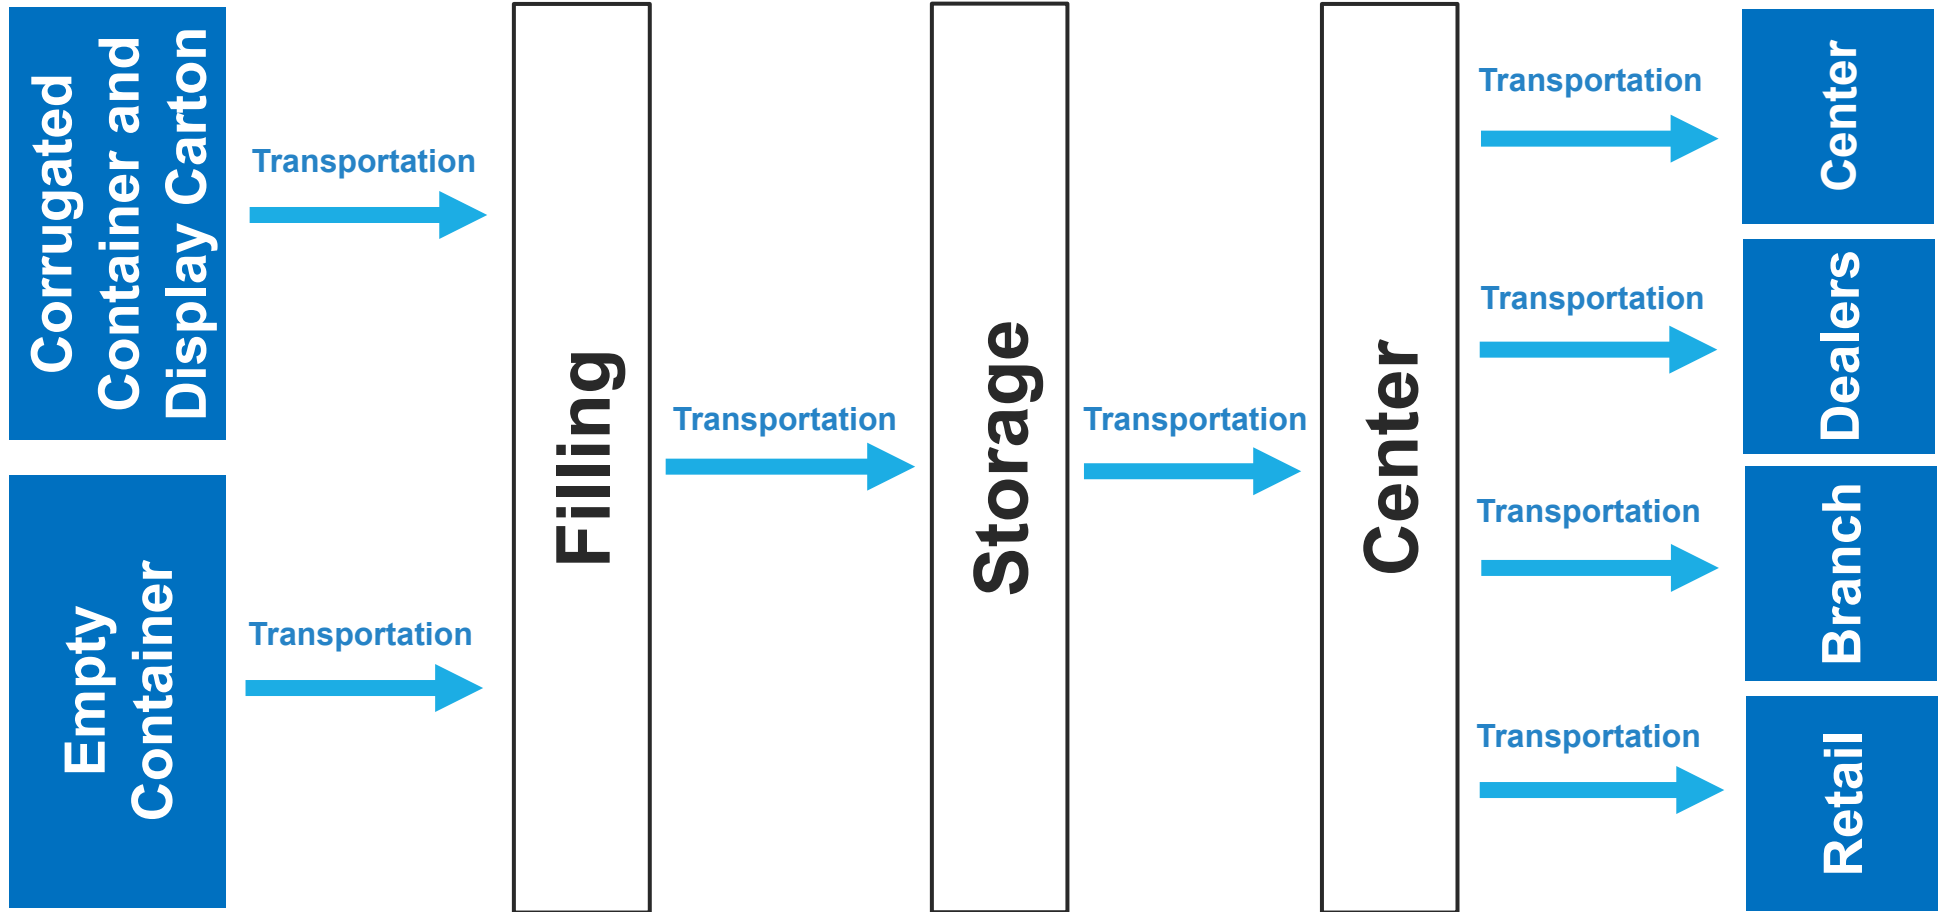 Corrugated
Container and
Display Carton
Empty
Container
Transportation
Transportation
Filling
Transportation
Storage
Transportation
Center
Transportation
Transportation
Transportation
Transportation
Center
Dealers
Branch
Retail